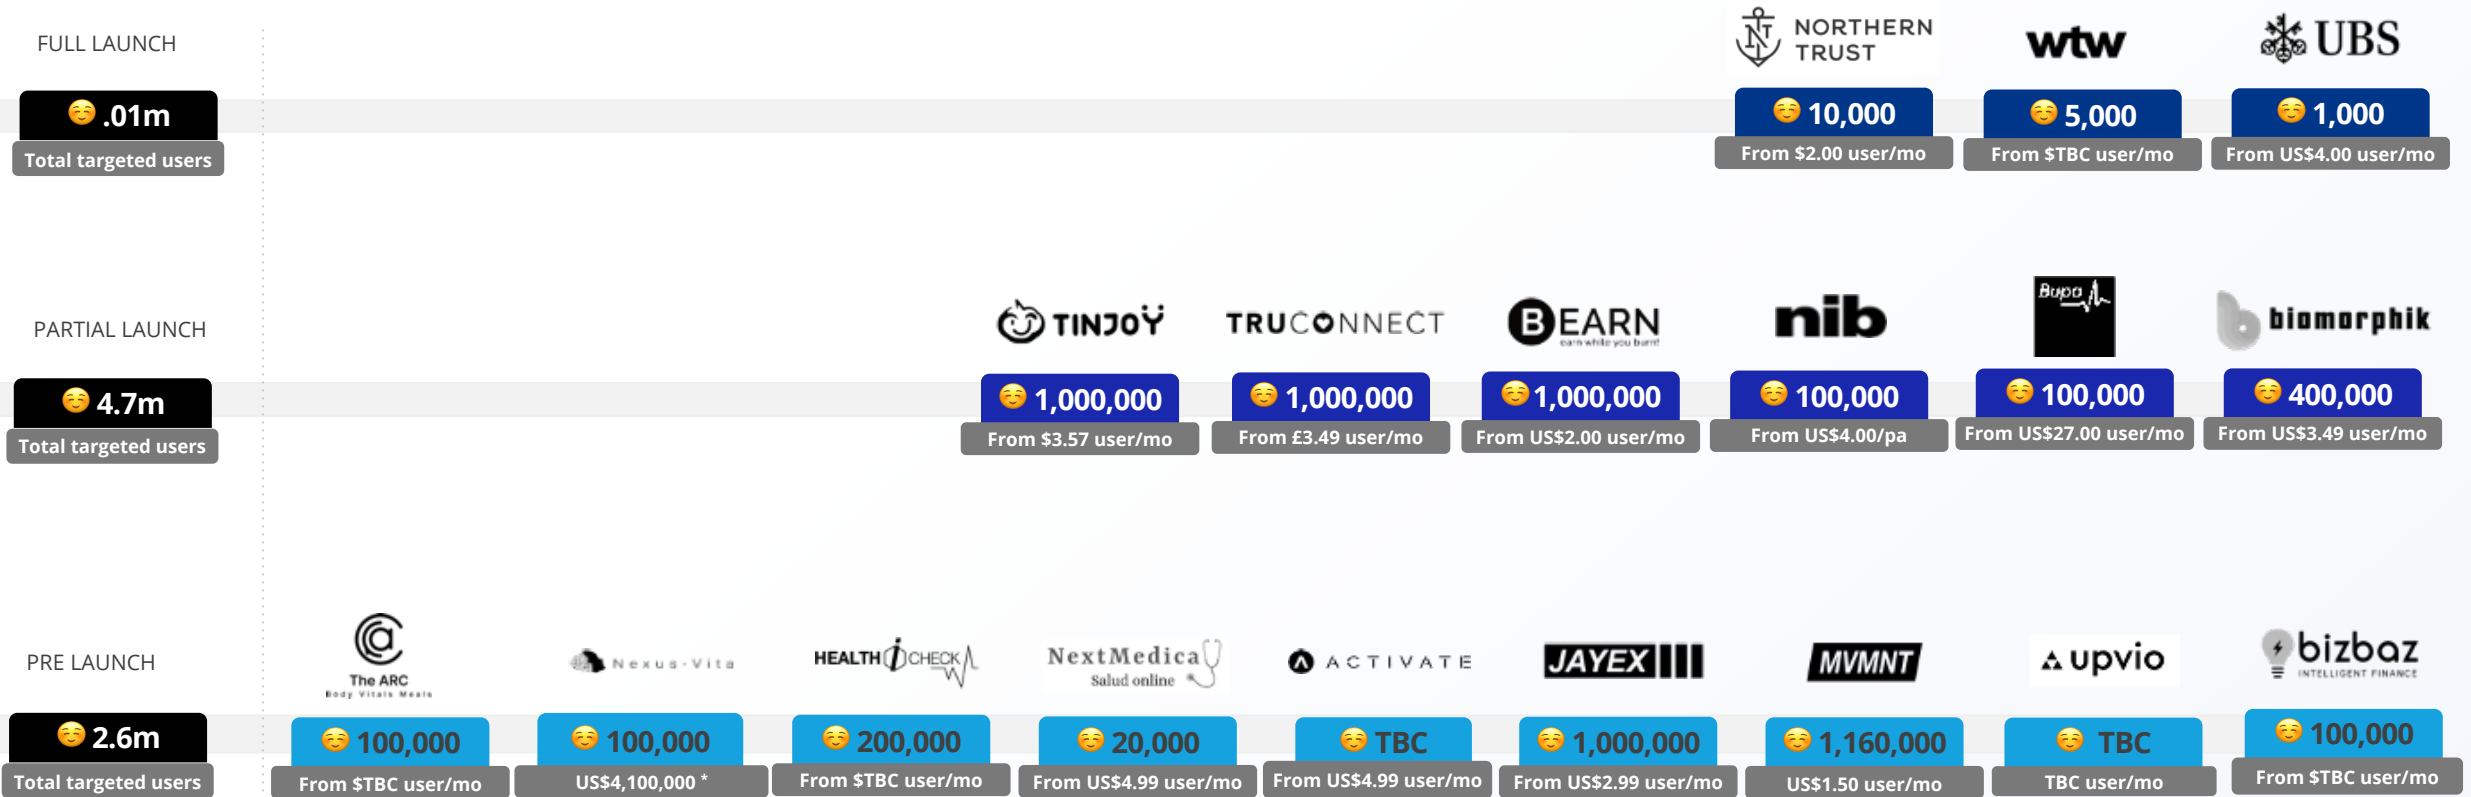 FULL LAUNCH
NORTHERN
TRUST
wtw
UBS
.01m
10,000
5,000
1,000
Total targeted users
From $2.00 user/mo
From $TBC user/mo
From US$4.00 user/mo
PARTIAL LAUNCH
TINJOY
TRUCONNECT
BEARN
earn while you burn!
nib
Bupa
biomorphik
4.7m
1,000,000
1,000,000
1,000,000
100,000
100,000
400,000
Total targeted users
From $3.57 user/mo
From £3.49 user/mo
From US$2.00 user/mo
From US$4.00/pa
From US$27.00 user/mo
From US$3.49 user/mo
PRE LAUNCH
The ARC
Body Vitals Meals
Nexus-Vita
HEALTH i CHECK
NextMedica
Salud online
ACTIVATE
JAYEX
MVMNT
upvio
bizbaz
INTELLIGENT FINANCE
2.6m
100,000
100,000
200,000
20,000
TBC
1,000,000
1,160,000
TBC
100,000
Total targeted users
From $TBC user/mo
US$4,100,000 *
From $TBC user/mo
From US$4.99 user/mo
From US$4.99 user/mo
From US$2.99 user/mo
US$1.50 user/mo
TBC user/mo
From $TBC user/mo